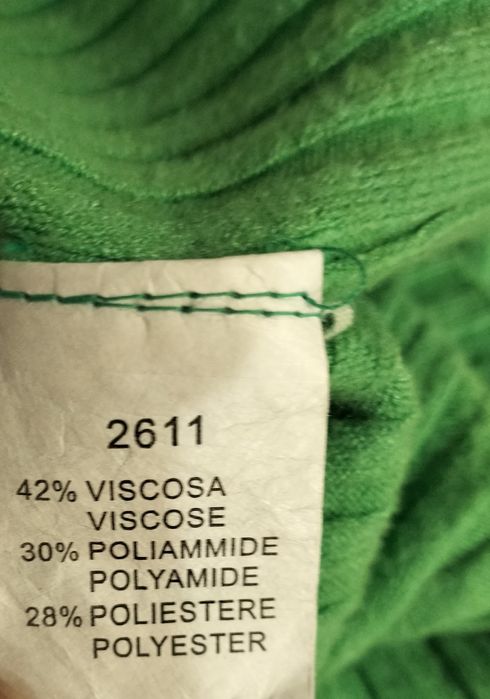 2611
42% VISCOSA
VISCOSE
30% POLIAMMIDE
POLYAMIDE
28% POLIESTERE
POLYESTER